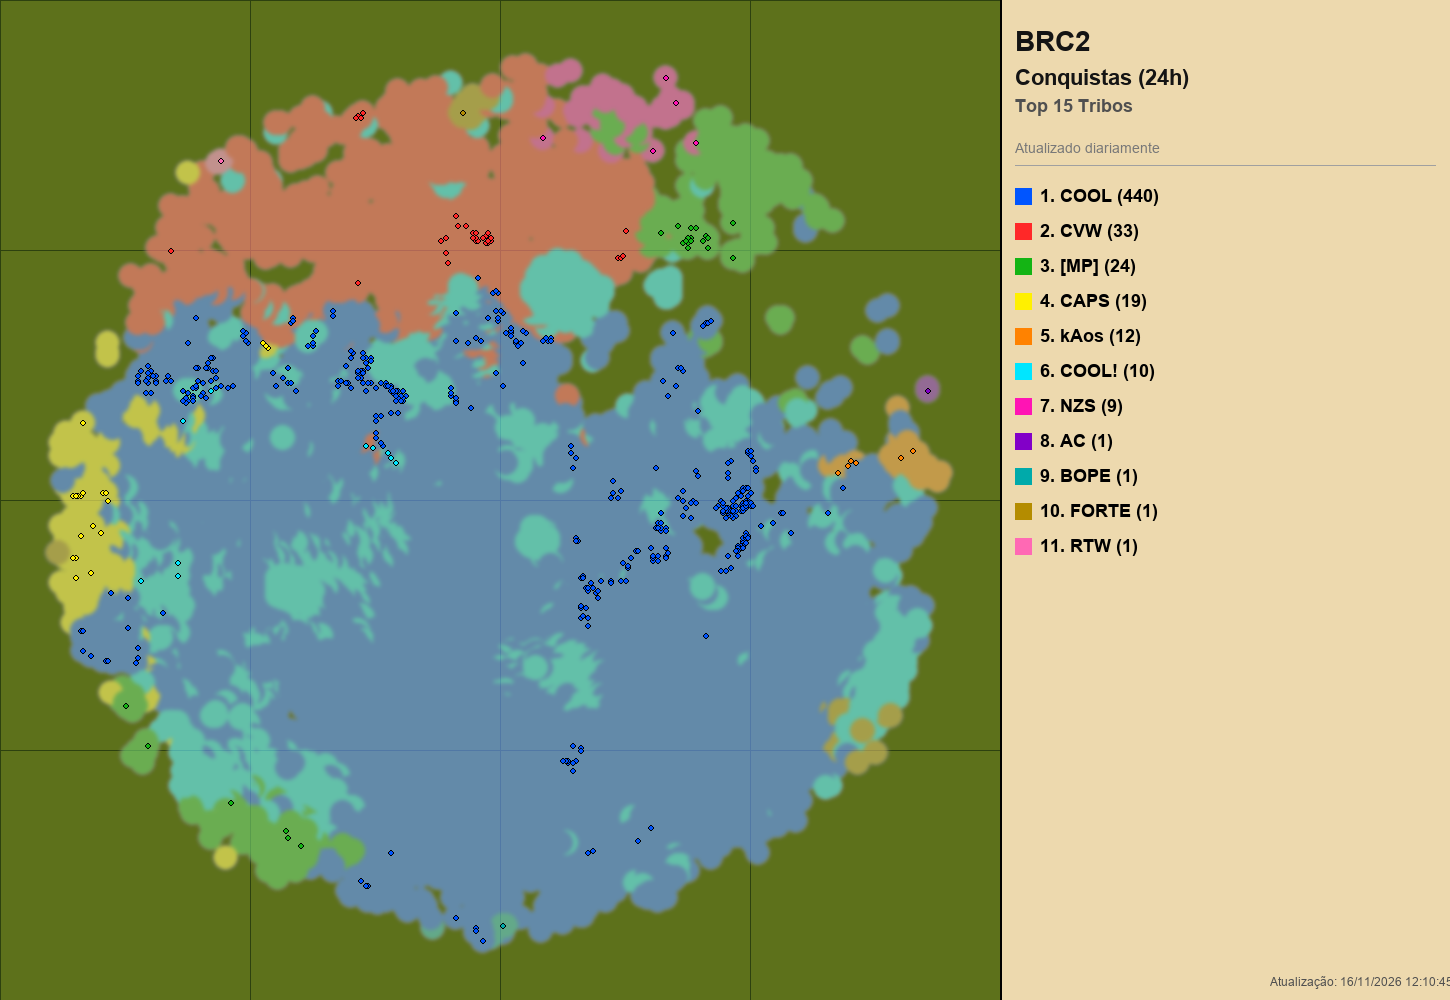 BRC2
Conquistas (24h)
Top 15 Tribos
Atualizado diariamente
1. COOL (440)
2. CVW (33)
3. [MP] (24)
4. CAPS (19)
5. kAos (12)
6. COOL! (10)
7. NZS (9)
8. AC (1)
9. BOPE (1)
10. FORTE (1)
11. RTW (1)
Atualização: 16/11/2026 12:10:45